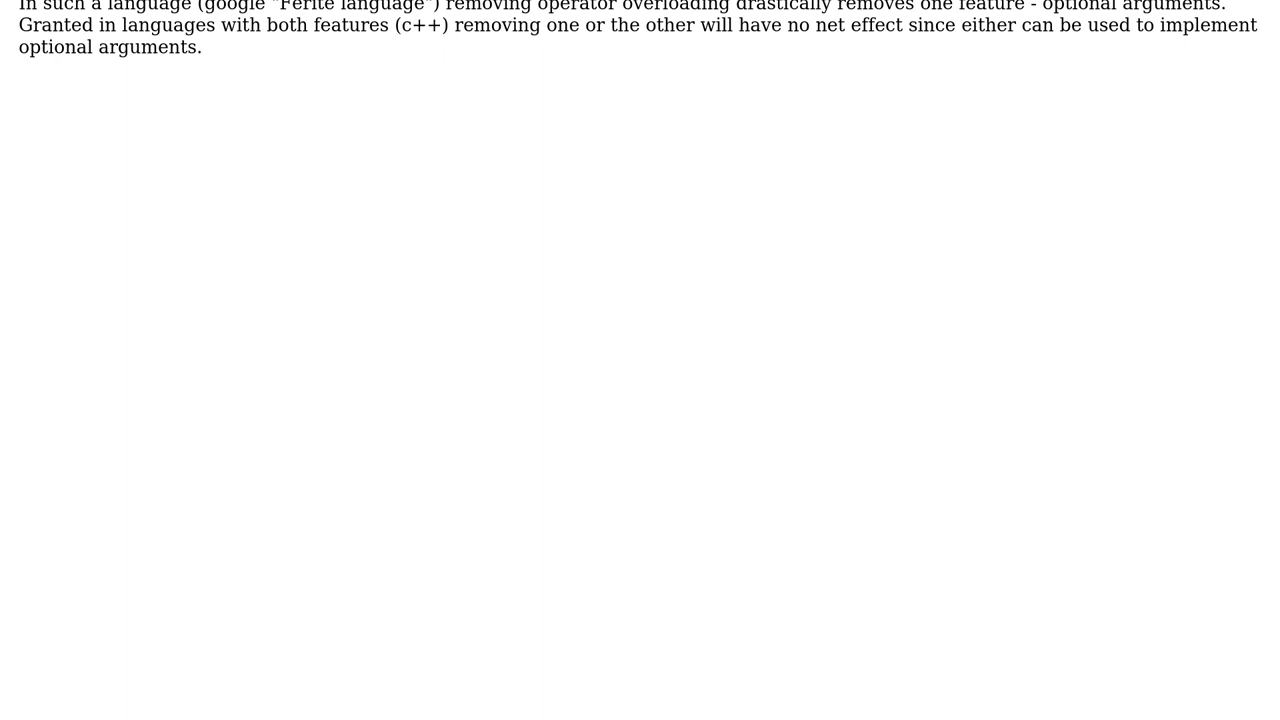 In such a language (google "Ferite language") removing operator overloading drastically removes one feature - optional arguments.
Granted in languages with both features (c++) removing one or the other will have no net effect since either can be used to implement
optional arguments.